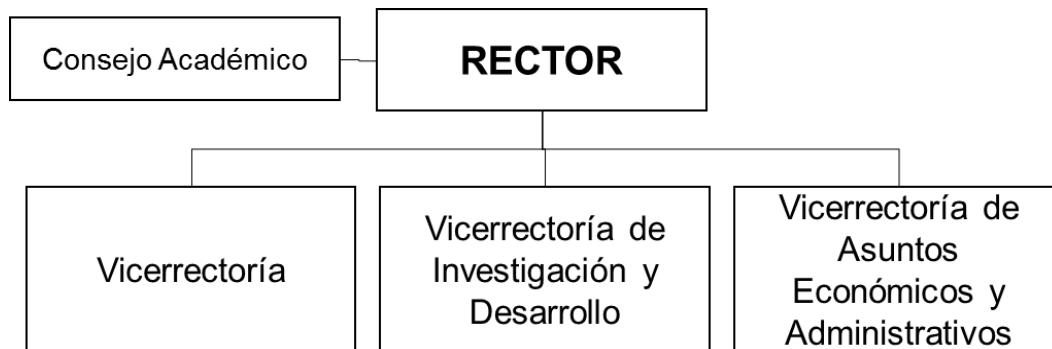 Consejo Académico
RECTOR
Vicerrectoría
Vicerrectoría de
Investigación y
Desarrollo
Vicerrectoría de
Asuntos
Económicos y
Administrativos